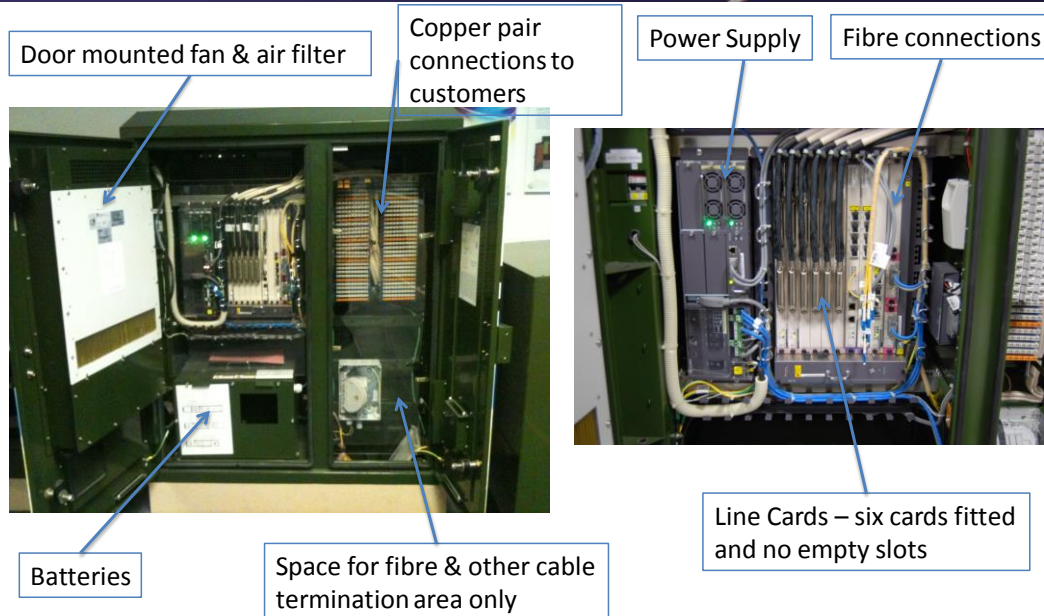 Door mounted fan & air filter
Copper pair
connections to
customers
Power Supply
Fibre connections
Batteries
Space for fibre & other cable
termination area only
Line Cards – six cards fitted
and no empty slots